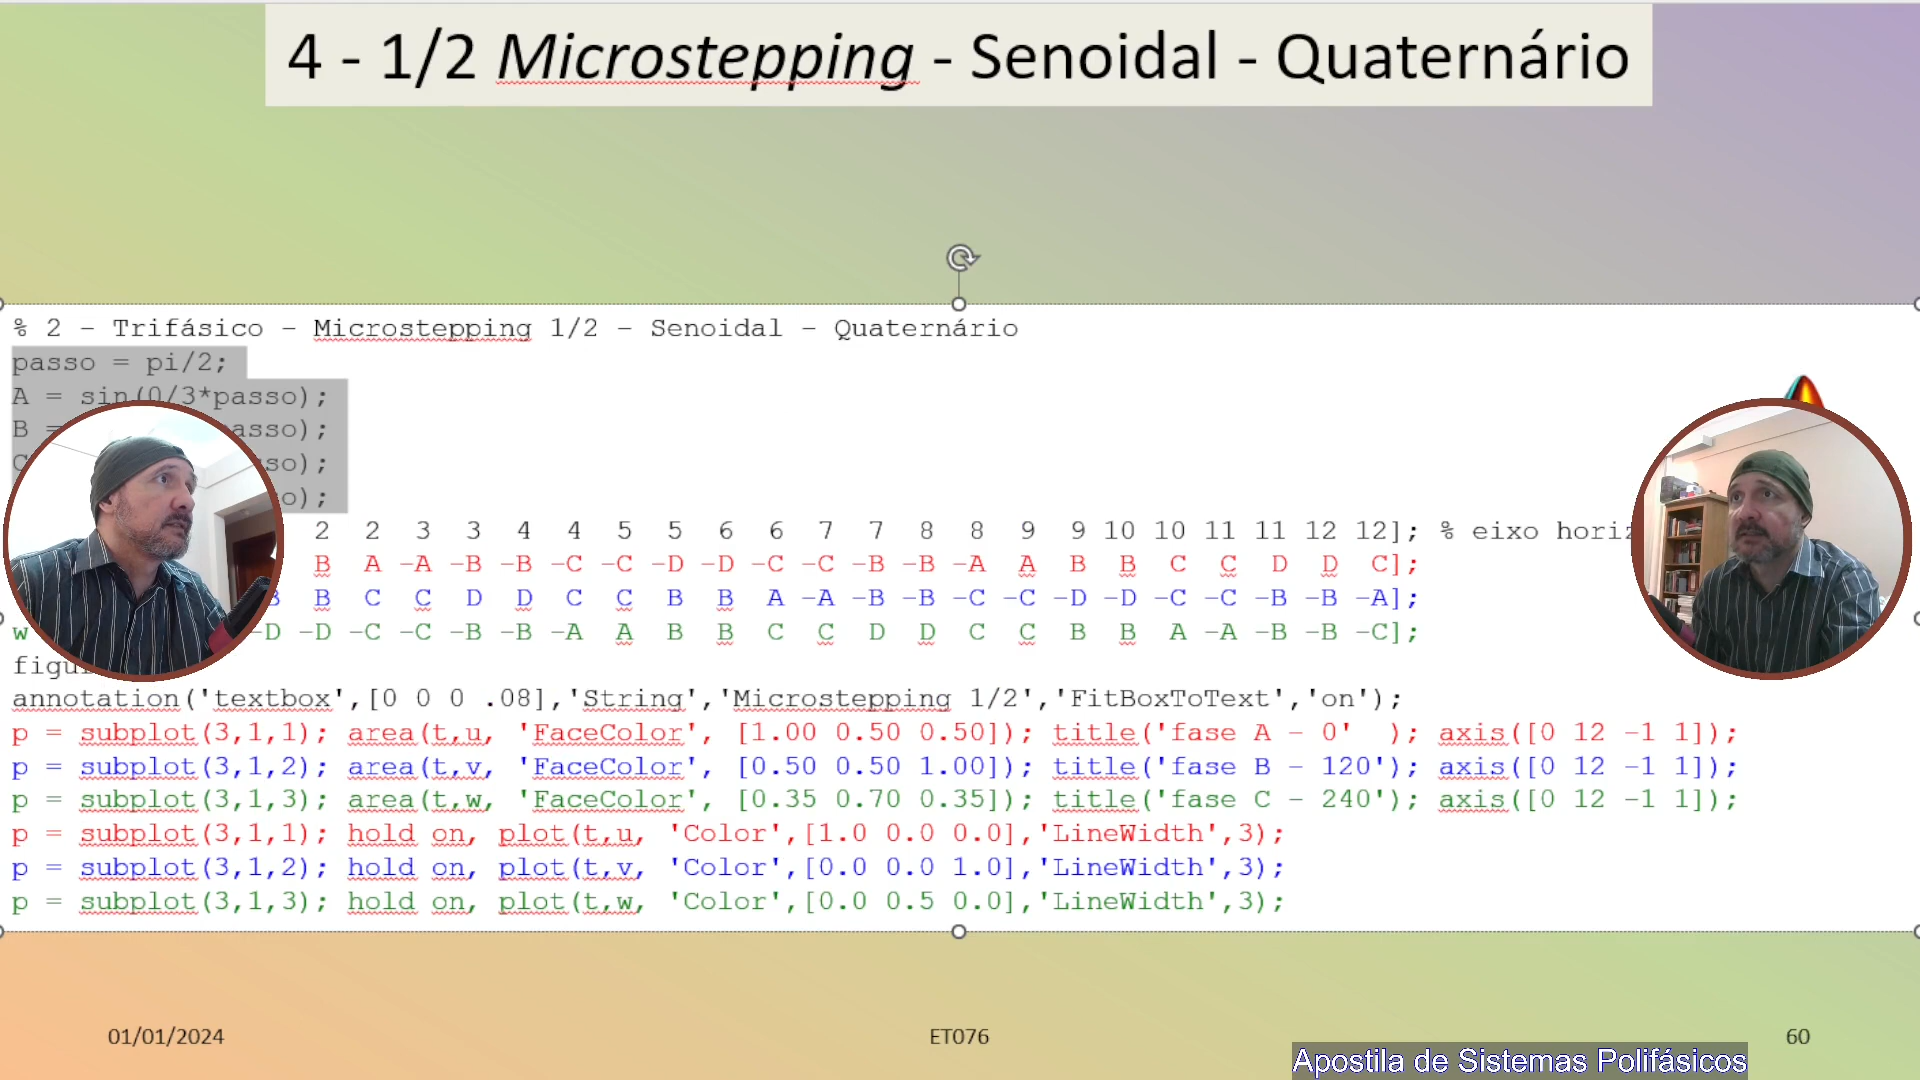 4 - 1/2 Microstepping - Senoidal - Quaternário
% 2 - Trifásico - Microstepping 1/2 - Senoidal - Quaternário
passo = pi/2;
A = sin(0/3*passo);
B = asso);
C so);
o);
2 2 3 3 4 4 5 5 6 6 7 7 8 8 9 9 10 10 11 11 12 12]; % eixo horiz
B A -A -B -B -C -C -D -D -C -C -B -B -A A B B C C D D C];
B C C D D C C B B A -A -B -B -C -C -D -D -C -C -B -B -A];
w -D -D -C -C -B -B -A A B B C C D D C C B B A -A -B -B -C];
figu
annotation('textbox',[0 0 0 .08],'String','Microstepping 1/2','FitBoxToText','on');
p = subplot(3,1,1); area(t,u, 'FaceColor', [1.00 0.50 0.50]); title('fase A - 0' ); axis([0 12 -1 1]);
p = subplot(3,1,2); area(t,v, 'FaceColor', [0.50 0.50 1.00]); title('fase B - 120'); axis([0 12 -1 1]);
p = subplot(3,1,3); area(t,w, 'FaceColor', [0.35 0.70 0.35]); title('fase C - 240'); axis([0 12 -1 1]);
p = subplot(3,1,1); hold on, plot(t,u, 'Color',[1.0 0.0 0.0],'LineWidth',3);
p = subplot(3,1,2); hold on, plot(t,v, 'Color',[0.0 0.0 1.0],'LineWidth',3);
p = subplot(3,1,3); hold on, plot(t,w, 'Color',[0.0 0.5 0.0],'LineWidth',3);
01/01/2024
ET076
60
Apostila de Sistemas Polifásicos